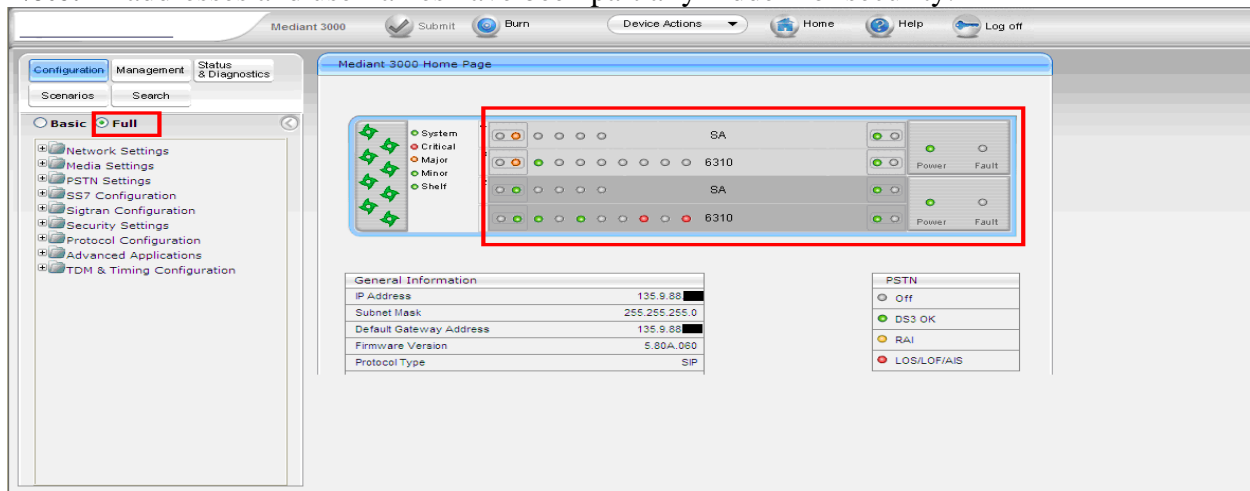 Mediant 3000 Submit Burn Device Actions Home Help Log off
Configuration Management Status & Diagnostics
Scenarios Search
Basic Full
Network Settings
Media Settings
PSTN Settings
SS7 Configuration
Sigtran Configuration
Security Settings
Protocol Configuration
Advanced Applications
TDM & Timing Configuration
Mediant 3000 Home Page
System
Critical
Major
Minor
Shelf
SA
6310
SA
6310
Power Fault
Power Fault
General Information
IP Address 135.9.88.
Subnet Mask 255.255.255.0
Default Gateway Address 135.9.88
Firmware Version 5.80A.060
Protocol Type SIP
PSTN
Off
DS3 OK
RAI
LOS/LOF/AIS